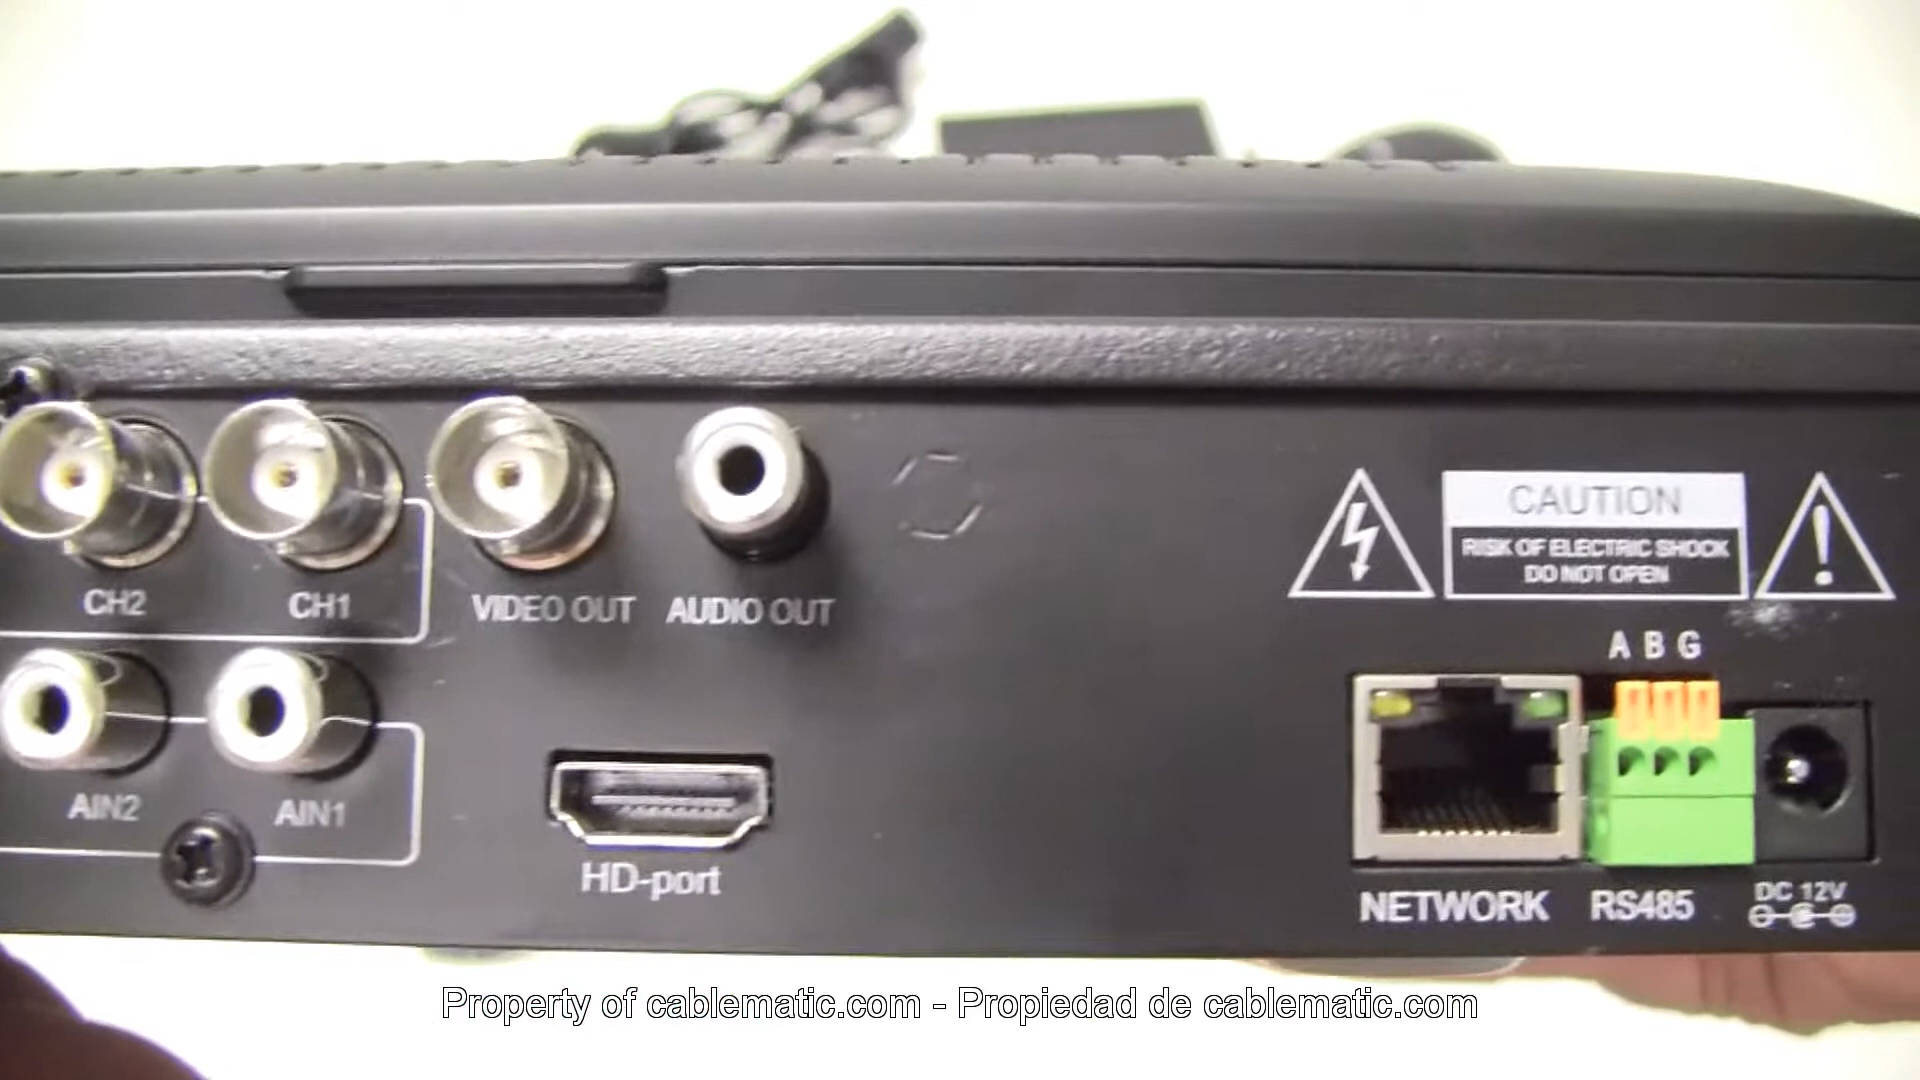 CH2
CH1
VIDEO OUT
AUDIO OUT
CAUTION
RISK OF ELECTRIC SHOCK
DO NOT OPEN
A B G
AIN2
AIN1
HD-port
NETWORK
RS485
DC 12V
Property of cablematic.com - Propiedad de cablematic.com